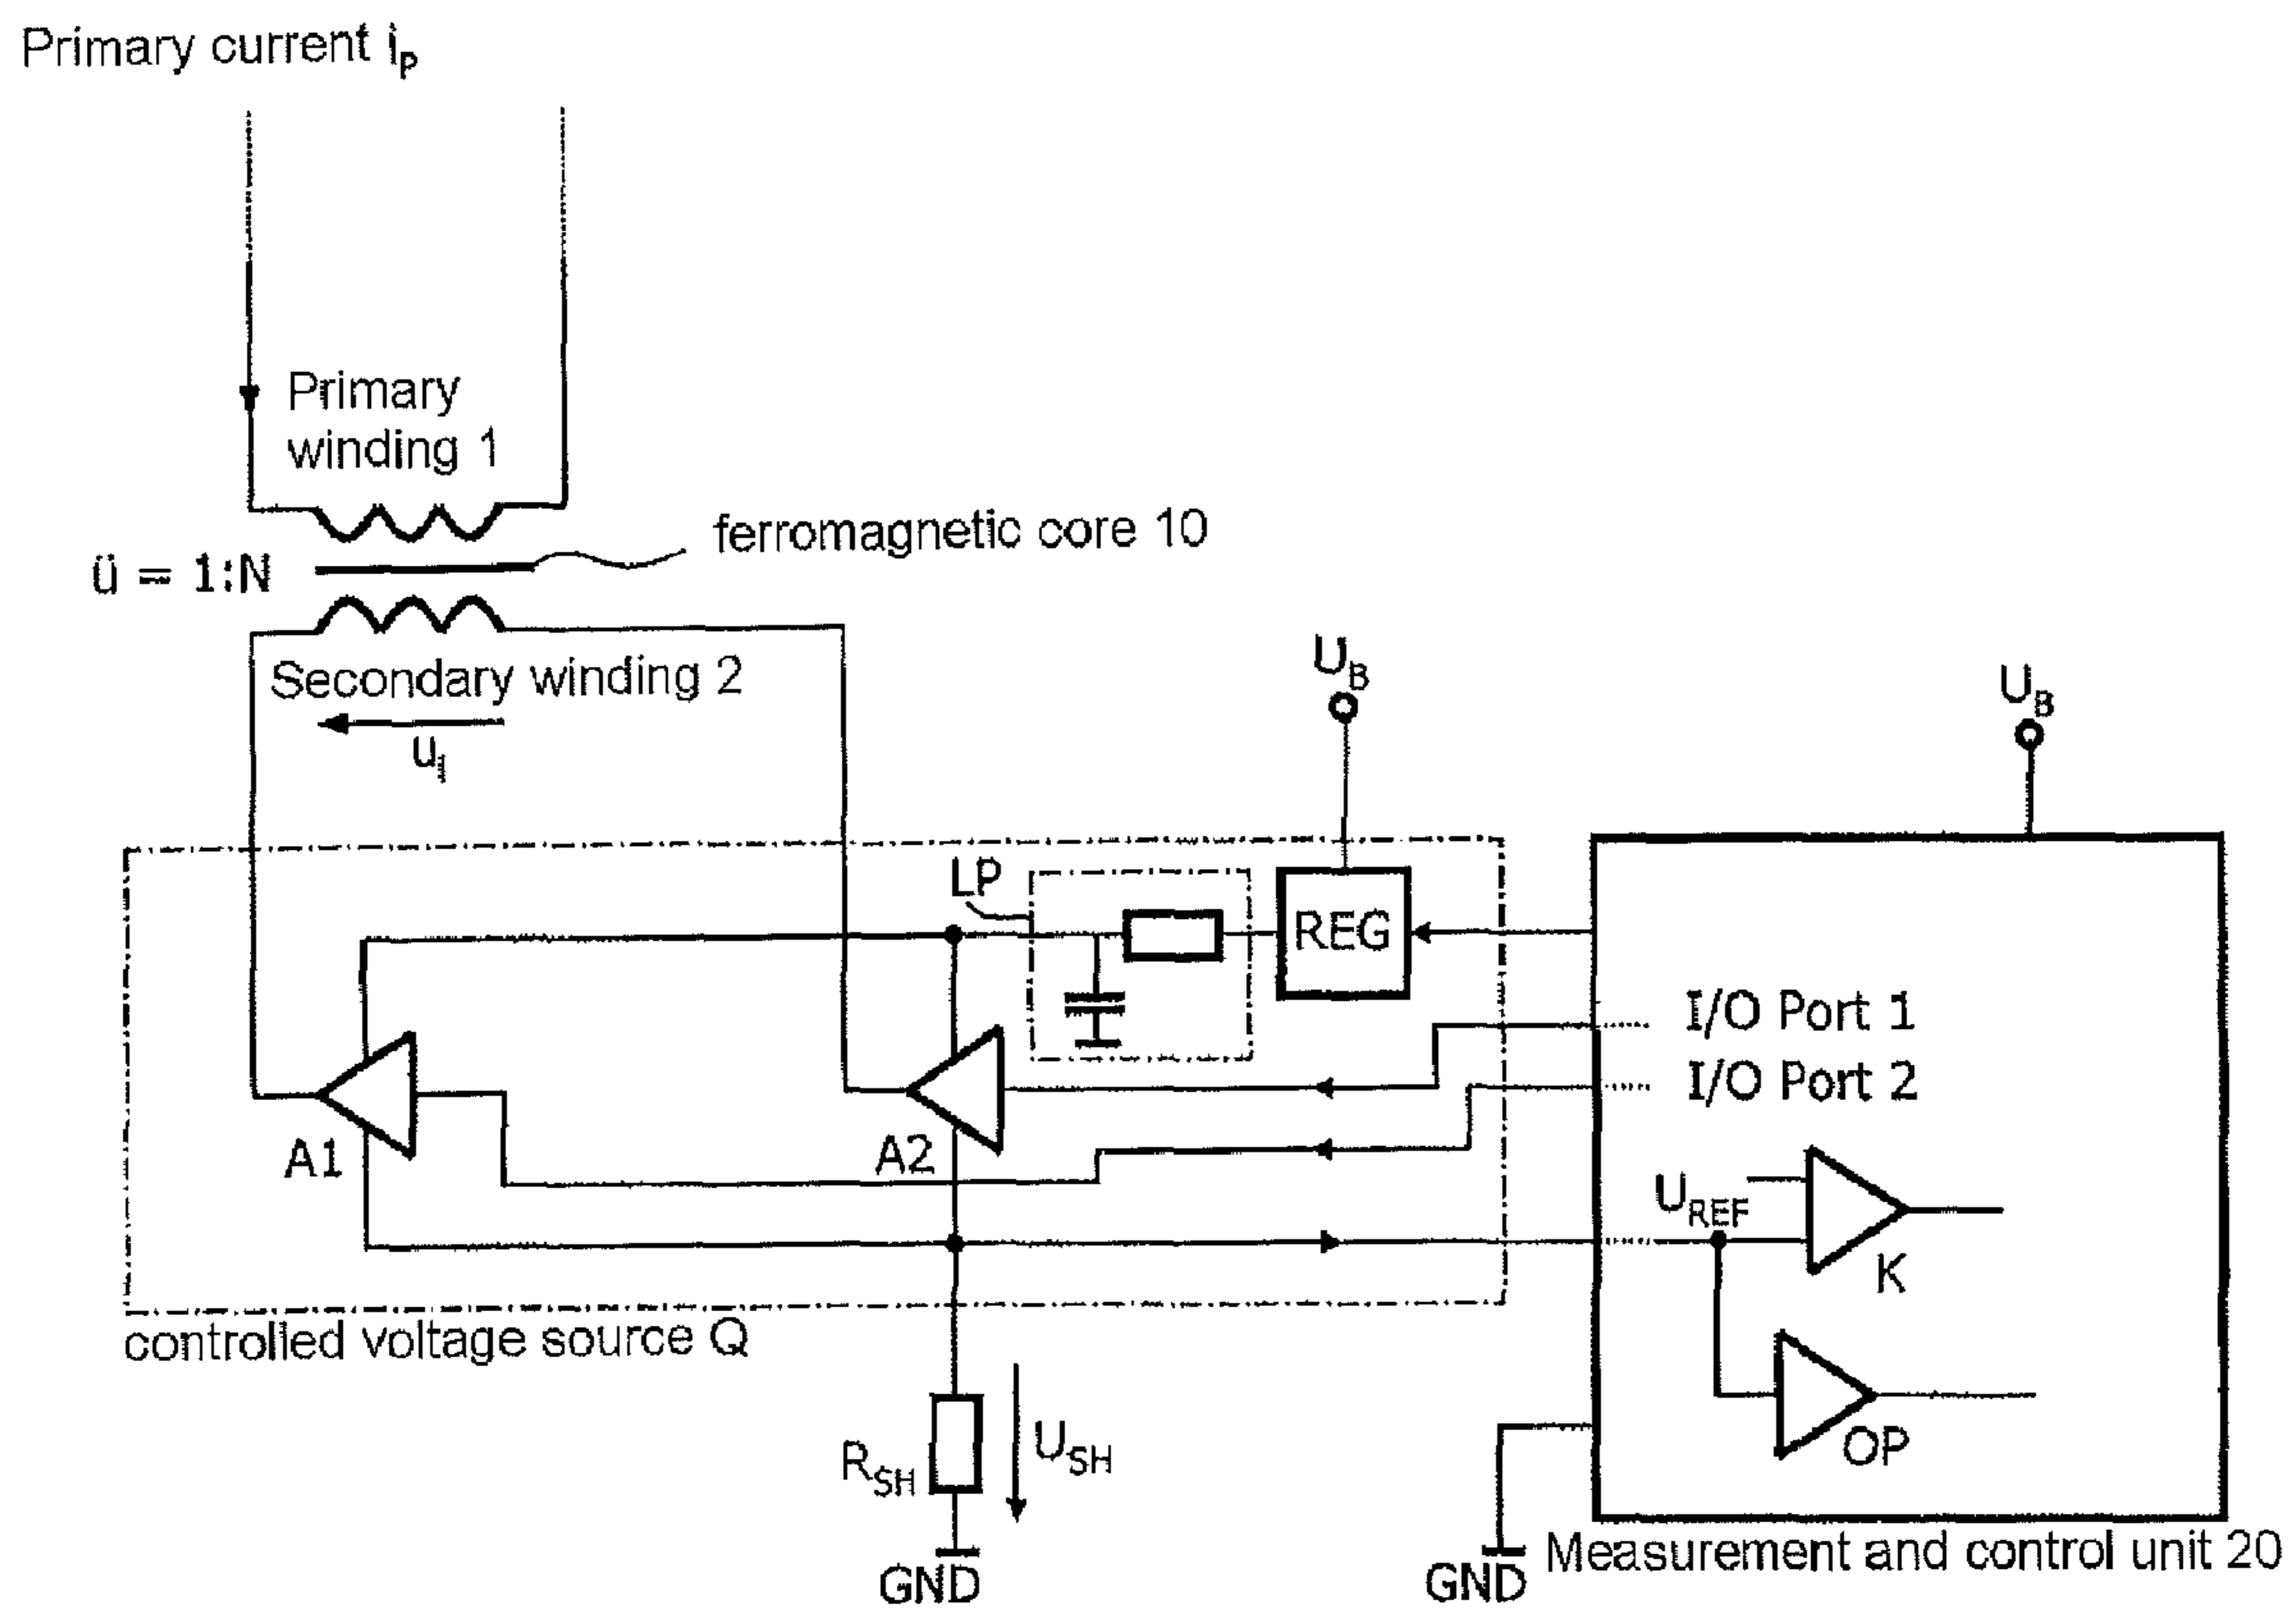 Primary current iP
Primary
winding 1
ferromagnetic core 10
ü = 1:N
Secondary winding 2
ui
UB
UB
LP
REG
I/O Port 1
I/O Port 2
A1
A2
UREF
K
controlled voltage source Q
OP
RSH
USH
GND
GND
Measurement and control unit 20